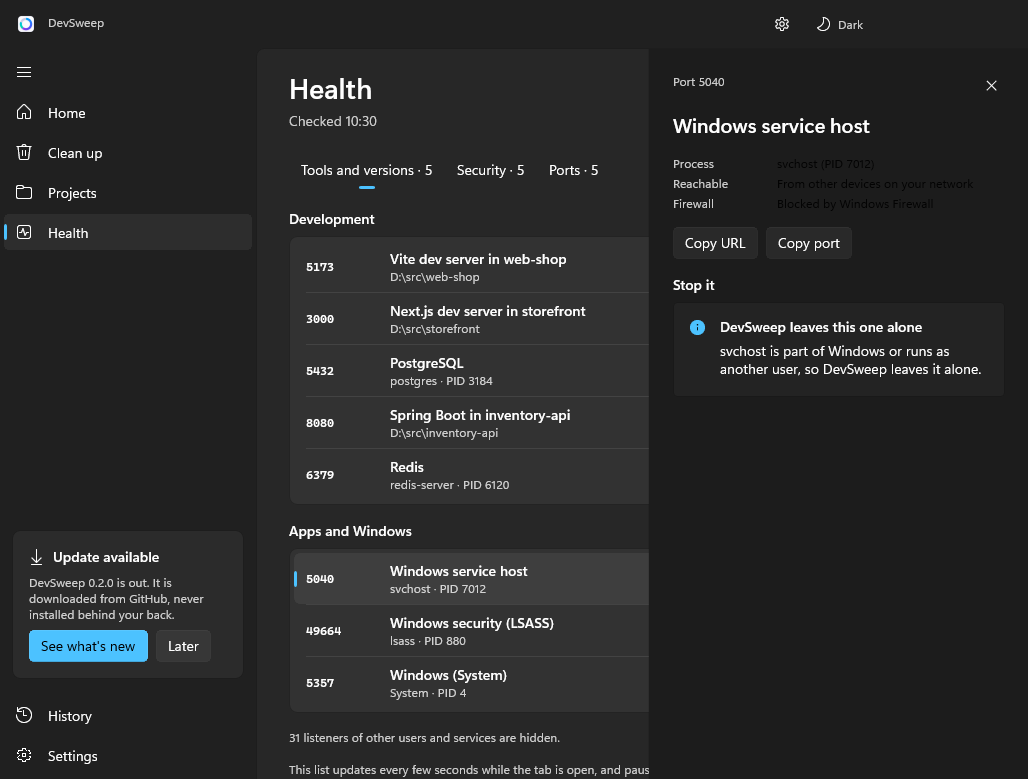 DevSweep
Dark
Home
Clean up
Projects
Health
Update available
DevSweep 0.2.0 is out. It is
downloaded from GitHub, never
installed behind your back.
See what's new
Later
History
Settings
Health
Checked 10:30
Tools and versions · 5
Security · 5
Ports · 5
Development
5173
Vite dev server in web-shop
D:\src\web-shop
3000
Next.js dev server in storefront
D:\src\storefront
5432
PostgreSQL
postgres · PID 3184
8080
Spring Boot in inventory-api
D:\src\inventory-api
6379
Redis
redis-server · PID 6120
Apps and Windows
5040
Windows service host
svchost · PID 7012
49664
Windows security (LSASS)
lsass · PID 880
5357
Windows (System)
System · PID 4
31 listeners of other users and services are hidden.
This list updates every few seconds while the tab is open, and paus
Port 5040
Windows service host
Process
svchost (PID 7012)
Reachable
From other devices on your network
Firewall
Blocked by Windows Firewall
Copy URL
Copy port
Stop it
DevSweep leaves this one alone
svchost is part of Windows or runs as
another user, so DevSweep leaves it alone.